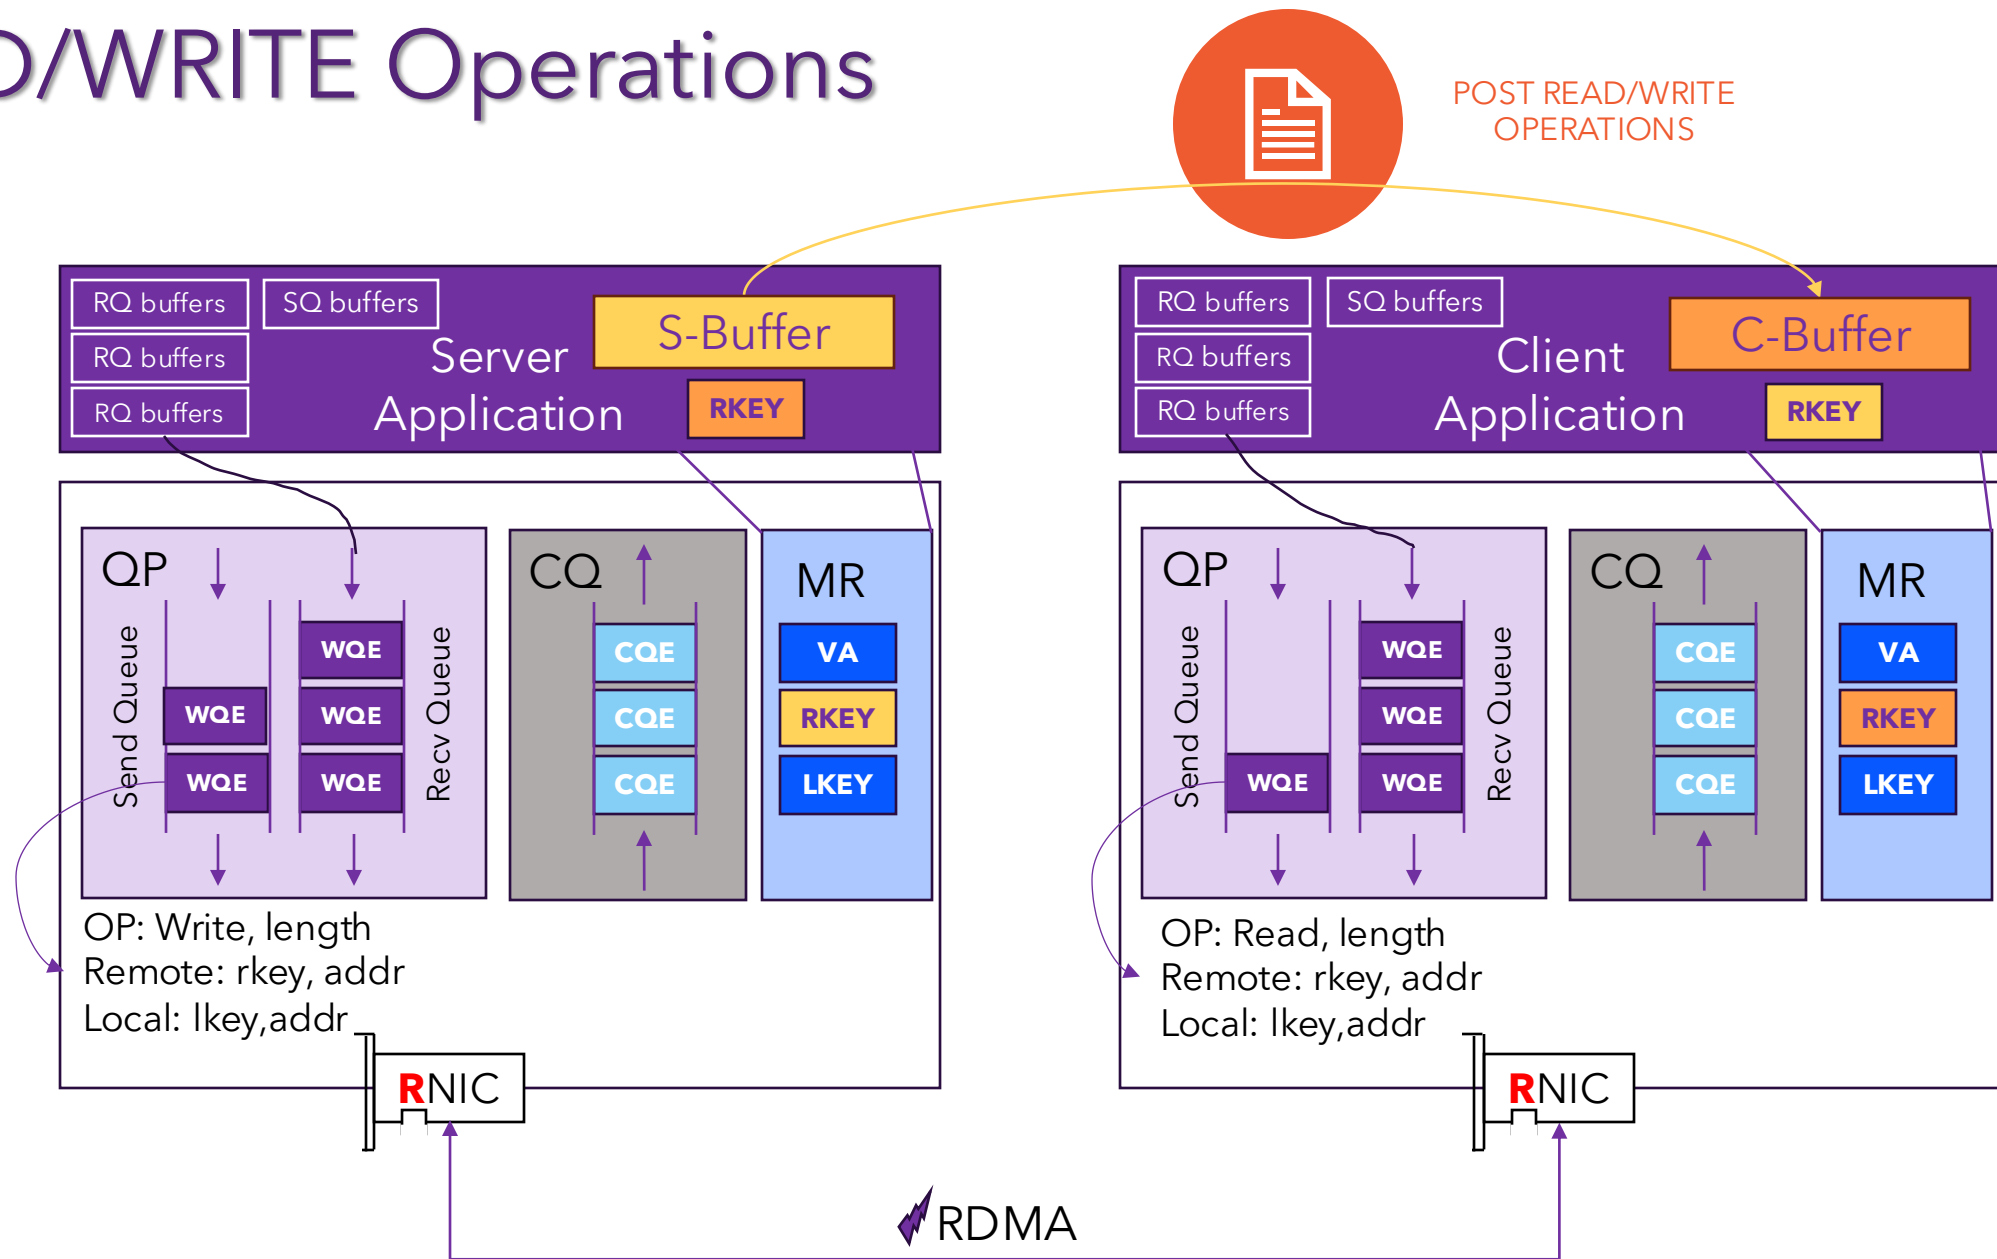 D/WRITE Operations
POST READ/WRITE
OPERATIONS
RQ buffers
SQ buffers
RQ buffers
RQ buffers
Server
Application
S-Buffer
RKEY
QP
Send Queue
WQE
WQE
WQE
WQE
WQE
Recv Queue
CQ
CQE
CQE
CQE
MR
VA
RKEY
LKEY
OP: Write, length
Remote: rkey, addr
Local: lkey,addr
RNIC
RQ buffers
SQ buffers
RQ buffers
RQ buffers
Client
Application
C-Buffer
RKEY
QP
Send Queue
WQE
WQE
WQE
WQE
Recv Queue
CQ
CQE
CQE
CQE
MR
VA
RKEY
LKEY
OP: Read, length
Remote: rkey, addr
Local: lkey,addr
RNIC
RDMA